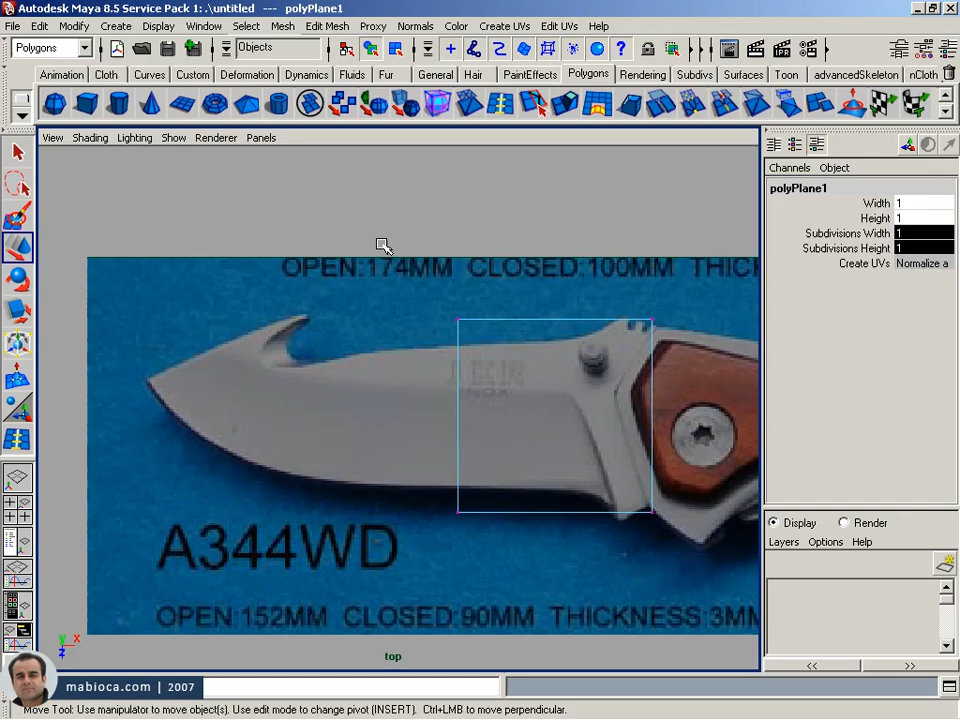 Autodesk Maya 8.5 Service Pack 1: .\untitled --- polyPlane1
File Edit Modify Create Display Window Select Mesh Edit Mesh Proxy Normals Color Create UVs Edit UVs Help
Polygons Objects
Animation Cloth Curves Custom Deformation Dynamics Fluids Fur General Hair PaintEffects Polygons Rendering Subdivs Surfaces Toon advancedSkeleton nCloth
View Shading Lighting Show Renderer Panels
Channels Object
polyPlane1
Width 1
Height 1
Subdivisions Width 1
Subdivisions Height 1
Create UVs Normalize a
OPEN:174MM CLOSED:100MM THICK
INOX
A344WD
OPEN:152MM CLOSED:90MM THICKNESS:3MM
y x
z
top
Display Render
Layers Options Help
<< >>
mabioca.com | 2007
Move Tool: Use manipulator to move object(s). Use edit mode to change pivot (INSERT). Ctrl+LMB to move perpendicular.